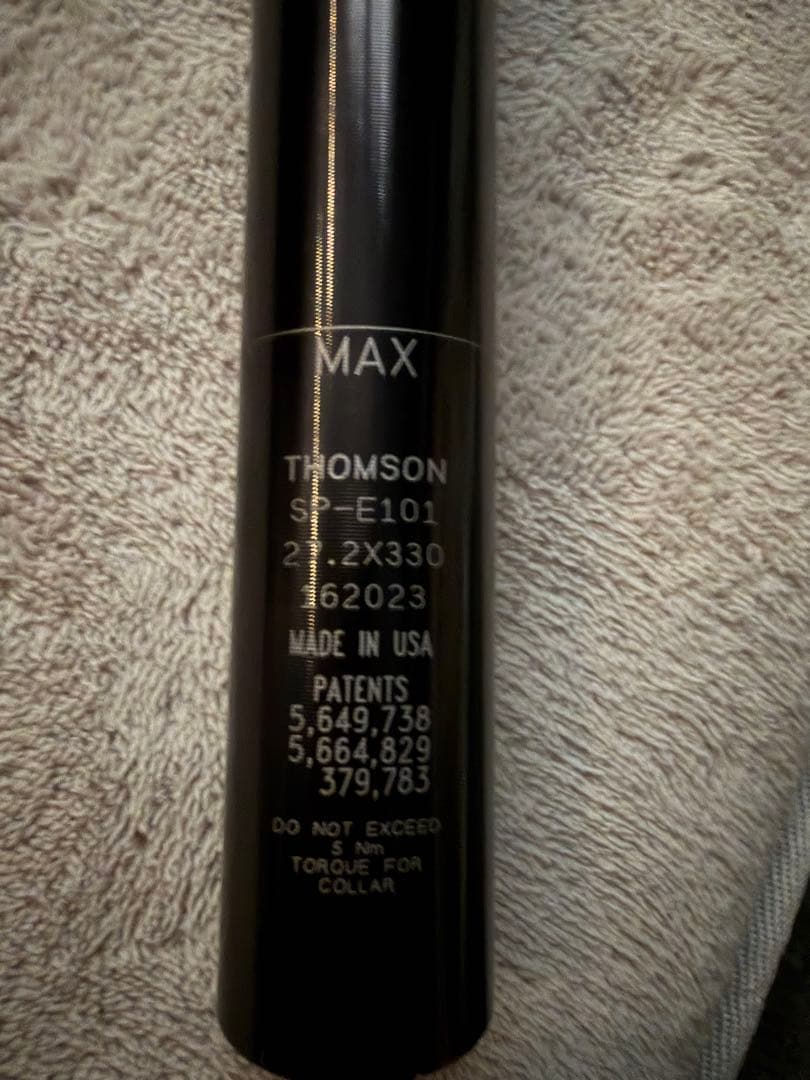 MAX
THOMSON
SP-E101
27.2X330
162023
MADE IN USA
PATENTS
5,649,738
5,664,829
379,783
DO NOT EXCEED
5 Nm
TORQUE FOR
COLLAR